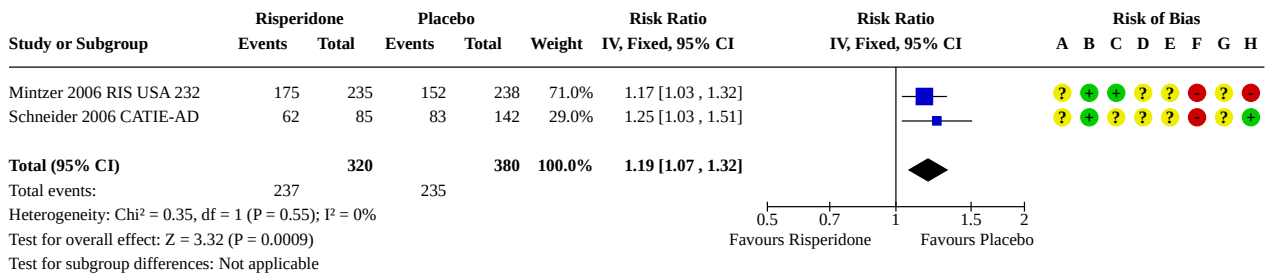 Risperidone Placebo Risk Ratio Risk Ratio Risk of Bias
Study or Subgroup Events Total Events Total Weight IV, Fixed, 95% CI IV, Fixed, 95% CI A B C D E F G H
Mintzer 2006 RIS USA 232 175 235 152 238 71.0% 1.17 [1.03 , 1.32] ? + + ? ? - ? -
Schneider 2006 CATIE-AD 62 85 83 142 29.0% 1.25 [1.03 , 1.51] ? + ? ? ? - ? +
Total (95% CI) 320 380 100.0% 1.19 [1.07 , 1.32]
Total events: 237 235
Heterogeneity: Chi² = 0.35, df = 1 (P = 0.55); I² = 0%
0.5 0.7 1 1.5 2
Test for overall effect: Z = 3.32 (P = 0.0009)
Favours Risperidone Favours Placebo
Test for subgroup differences: Not applicable